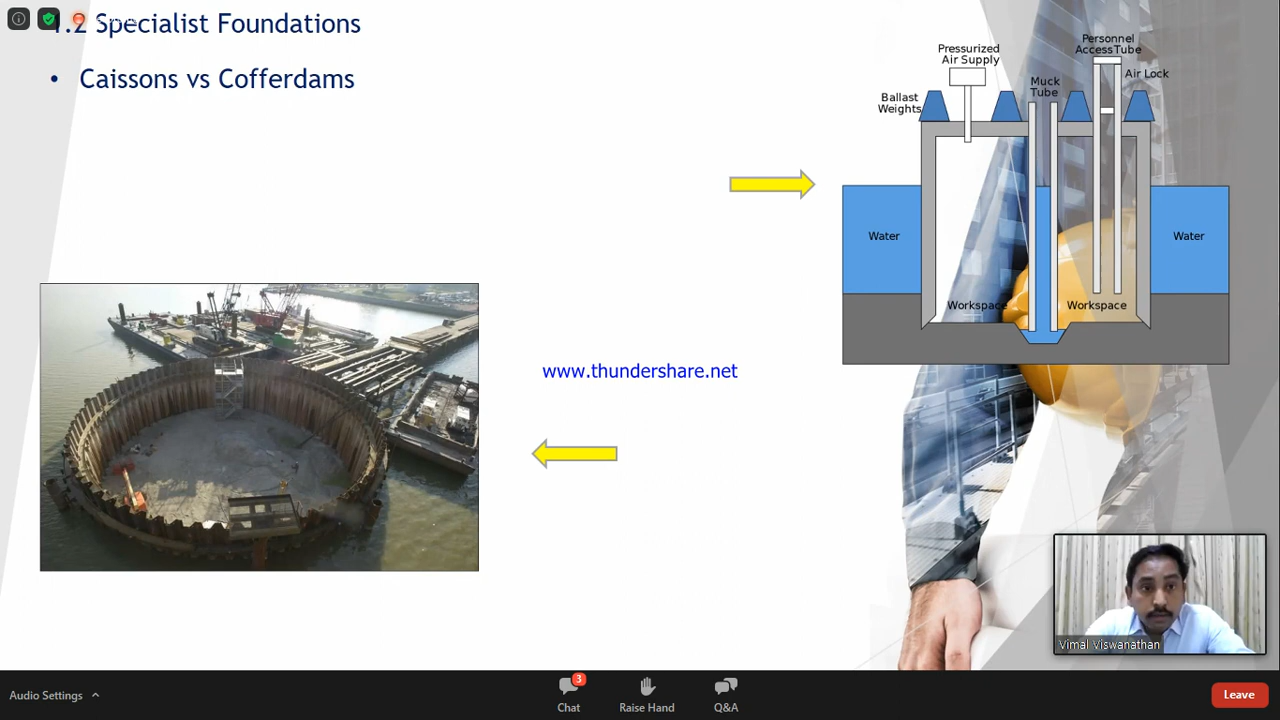 1.2 Specialist Foundations
• Caissons vs Cofferdams
Pressurized
Air Supply
Personnel
Access Tube
Air Lock
Muck
Tube
Ballast
Weights
Water
Water
Workspace
Workspace
www.thundershare.net
Vimal Viswanathan
Audio Settings
3
Chat
Raise Hand
Q&A
Leave